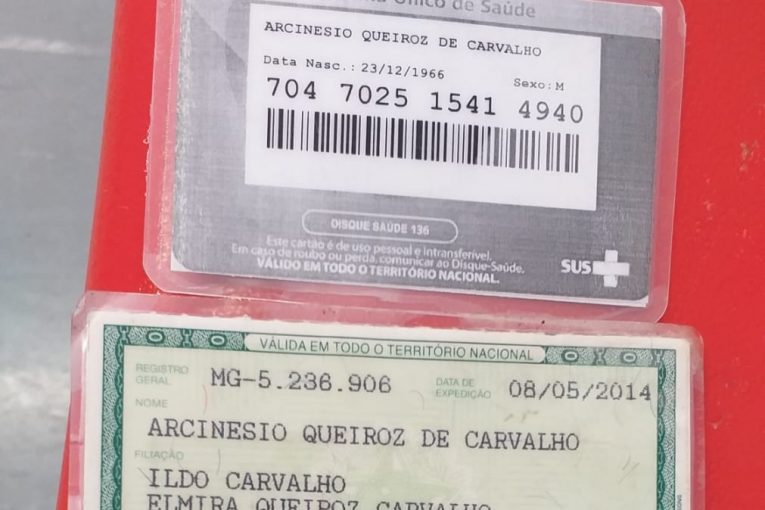 Único de Saúde
ARCINESIO QUEIROZ DE CARVALHO
Data Nasc.: 23/12/1966
Sexo: M
704 7025 1541 4940
DISQUE SAÚDE 136
Este cartão é de uso pessoal e intransferível.
Em caso de roubo ou perda, comunicar ao Disque-Saúde.
VÁLIDO EM TODO O TERRITÓRIO NACIONAL.
SUS
VÁLIDA EM TODO O TERRITÓRIO NACIONAL
REGISTRO GERAL MG-5.236.906
DATA DE EXPEDIÇÃO 08/05/2014
NOME
ARCINESIO QUEIROZ DE CARVALHO
FILIAÇÃO
ILDO CARVALHO
ELMIRA QUEIROZ CARVALHO